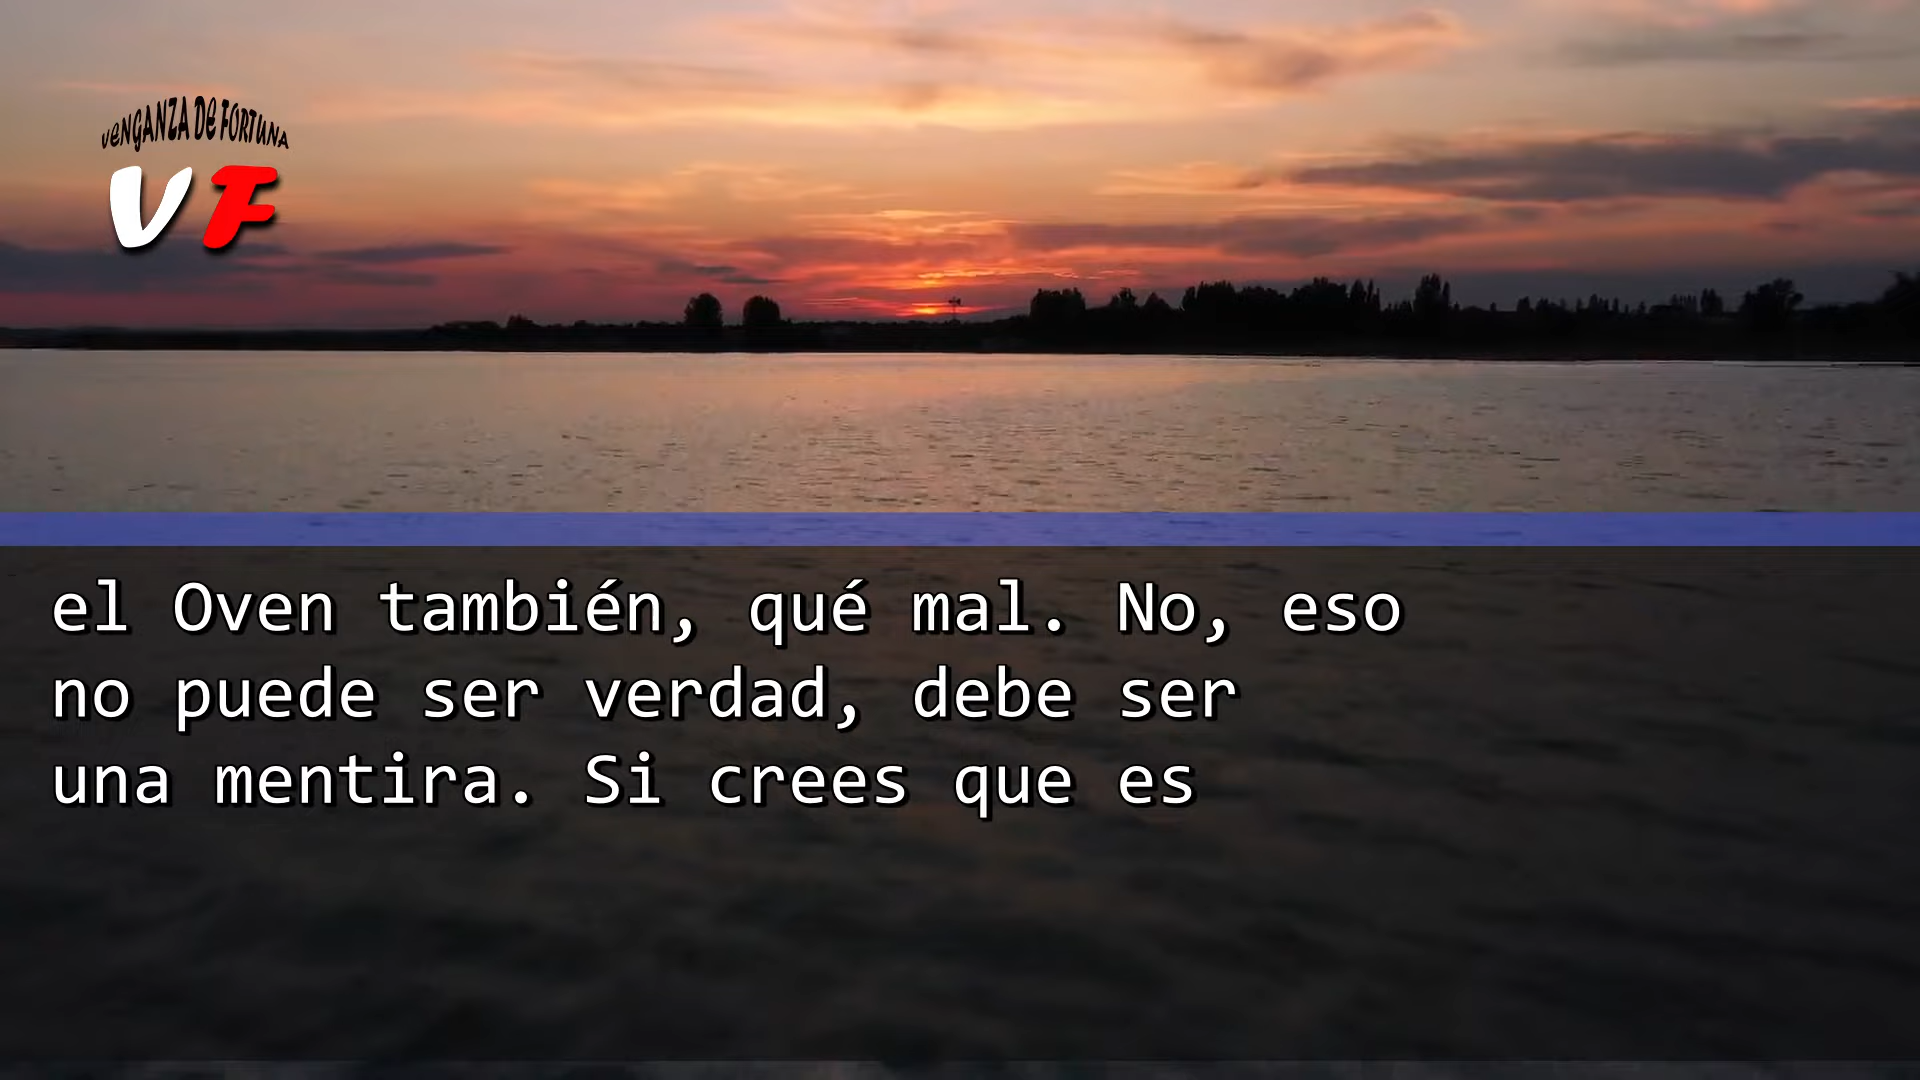 VENGANZA DE FORTUNA
VF
el Oven también, qué mal. No, eso
no puede ser verdad, debe ser
una mentira. Si crees que es